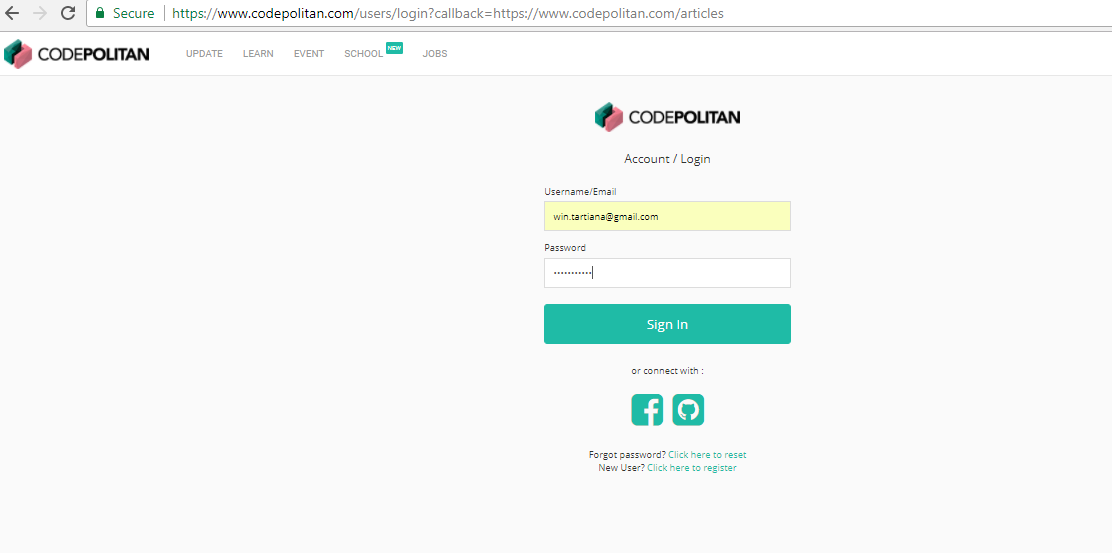 Secure https://www.codepolitan.com/users/login?callback=https://www.codepolitan.com/articles
CODEPOLITAN UPDATE LEARN EVENT SCHOOL NEW JOBS
CODEPOLITAN
Account / Login
Username/Email
win.tartiana@gmail.com
Password
Sign In
or connect with :
Forgot password? Click here to reset
New User? Click here to register